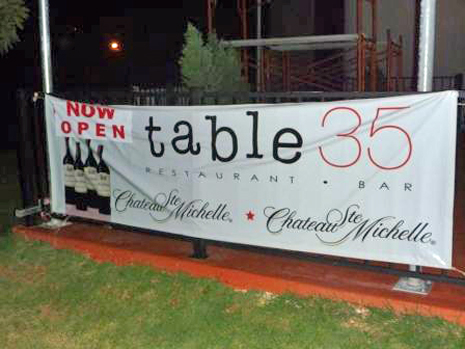 NOW
OPEN
table 35
RESTAURANT • BAR
Chateau Ste Michelle® ★ Chateau Ste Michelle®